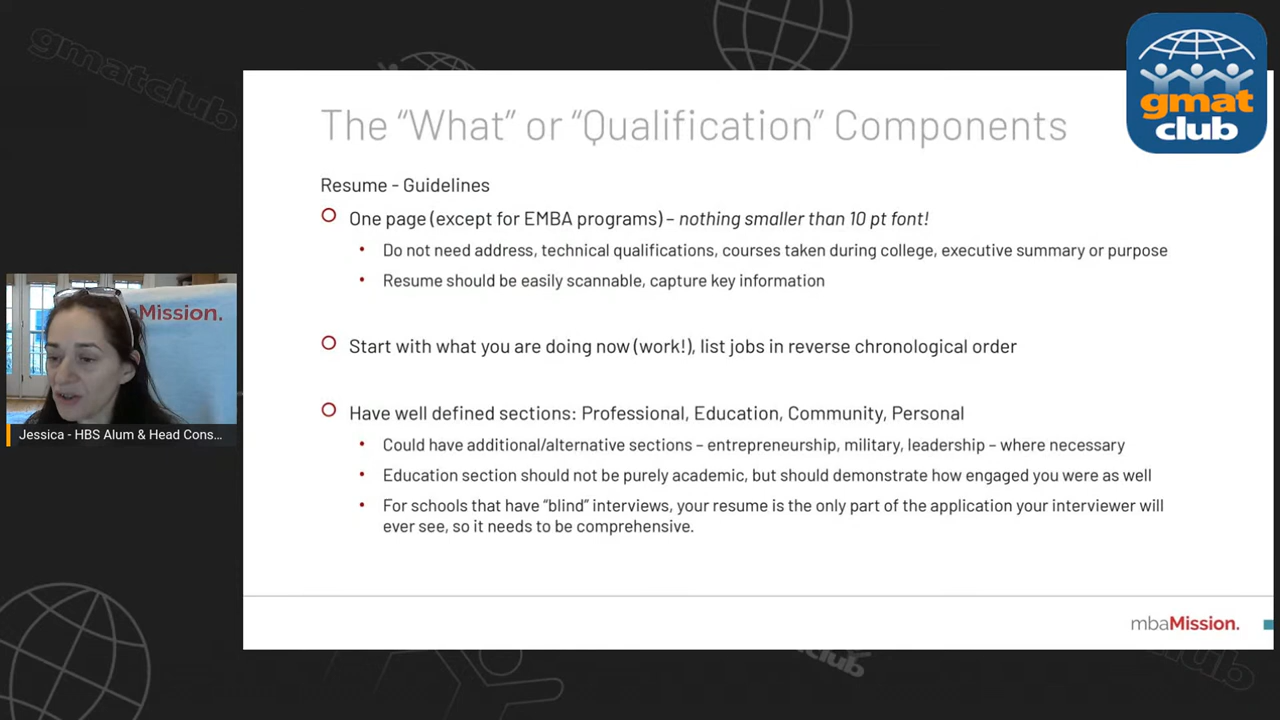 gmatclub
gmat
club
The “What” or “Qualification” Components
Resume - Guidelines
One page (except for EMBA programs) – nothing smaller than 10 pt font!
Do not need address, technical qualifications, courses taken during college, executive summary or purpose
Resume should be easily scannable, capture key information
Start with what you are doing now (work!), list jobs in reverse chronological order
Have well defined sections: Professional, Education, Community, Personal
Could have additional/alternative sections – entrepreneurship, military, leadership – where necessary
Education section should not be purely academic, but should demonstrate how engaged you were as well
For schools that have “blind” interviews, your resume is the only part of the application your interviewer will
ever see, so it needs to be comprehensive.
Mission.
Jessica - HBS Alum & Head Cons...
mbaMission.
club
gmatclub